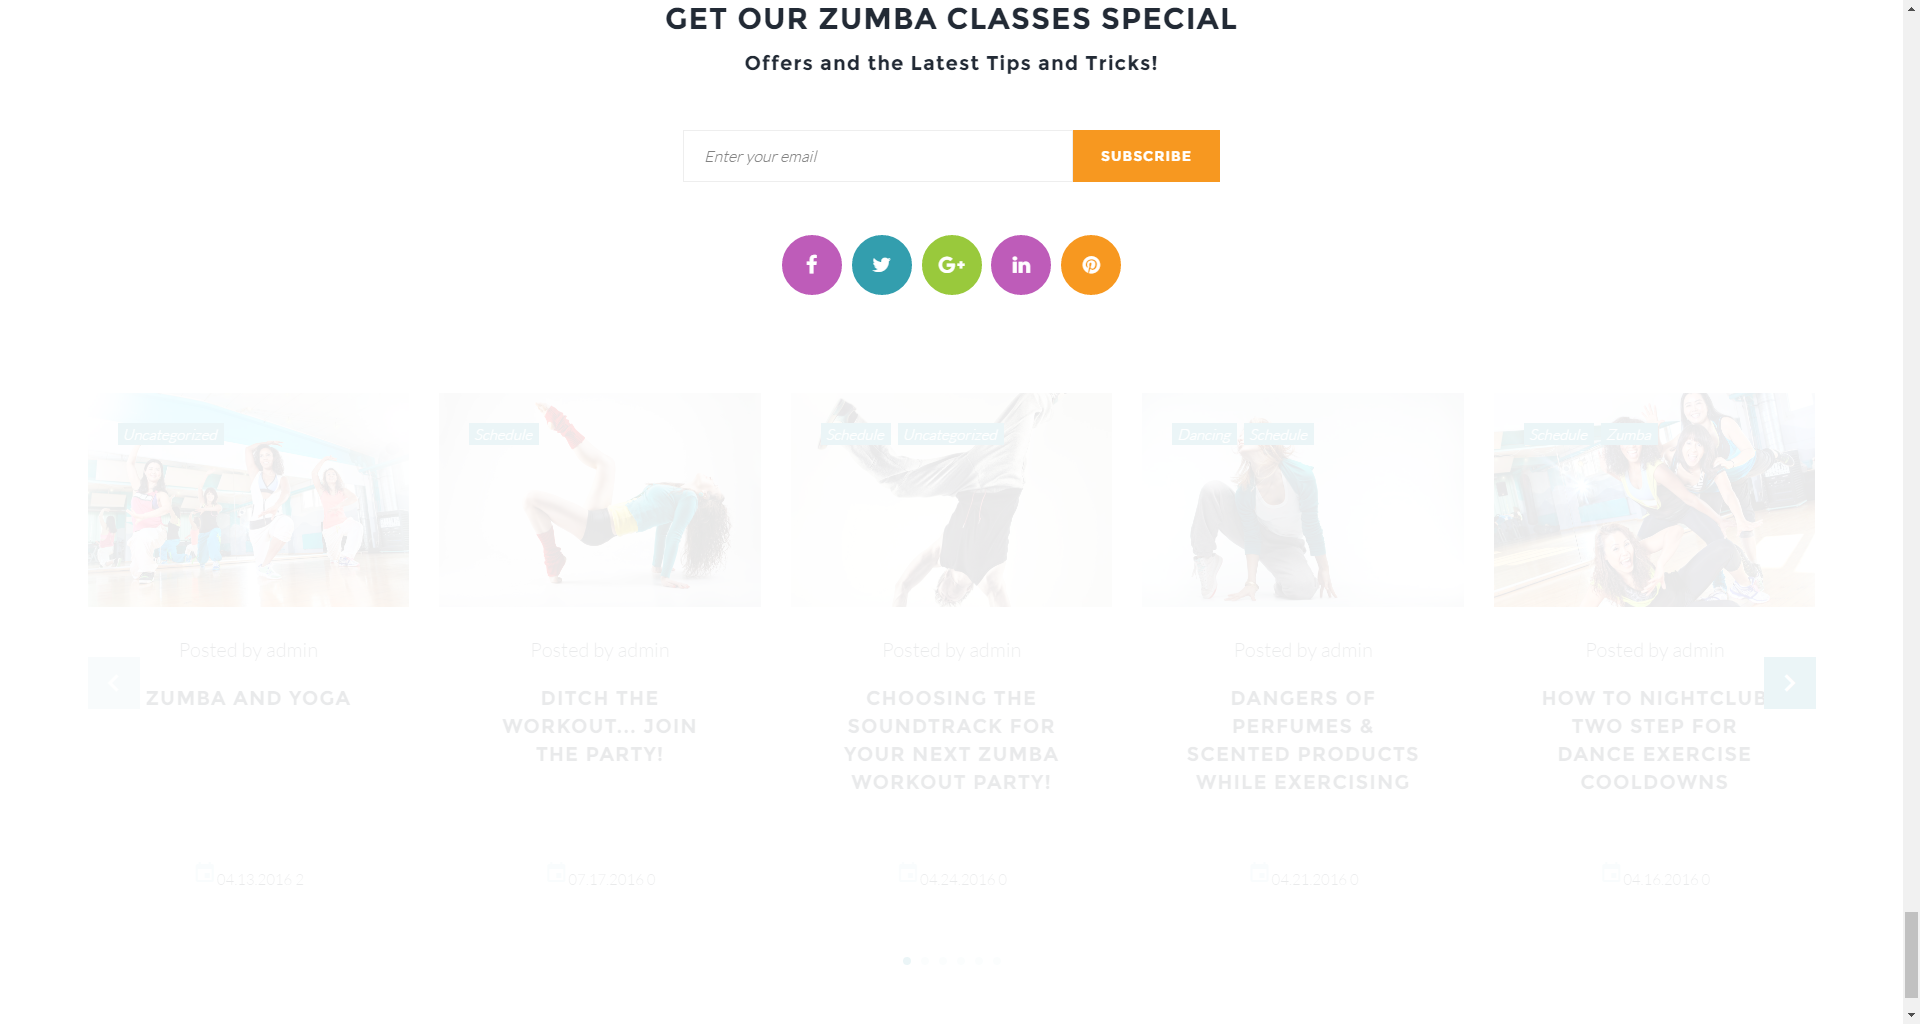 GET OUR ZUMBA CLASSES SPECIAL
Offers and the Latest Tips and Tricks!
Enter your email
SUBSCRIBE
Uncategorized
Posted by admin
ZUMBA AND YOGA
04.13.2016 2
Schedule
Posted by admin
DITCH THE
WORKOUT... JOIN
THE PARTY!
07.17.2016 0
Schedule Uncategorized
Posted by admin
CHOOSING THE
SOUNDTRACK FOR
YOUR NEXT ZUMBA
WORKOUT PARTY!
04.24.2016 0
Dancing Schedule
Posted by admin
DANGERS OF
PERFUMES &
SCENTED PRODUCTS
WHILE EXERCISING
04.21.2016 0
Schedule Zumba
Posted by admin
HOW TO NIGHTCLUB
TWO STEP FOR
DANCE EXERCISE
COOLDOWNS
04.16.2016 0